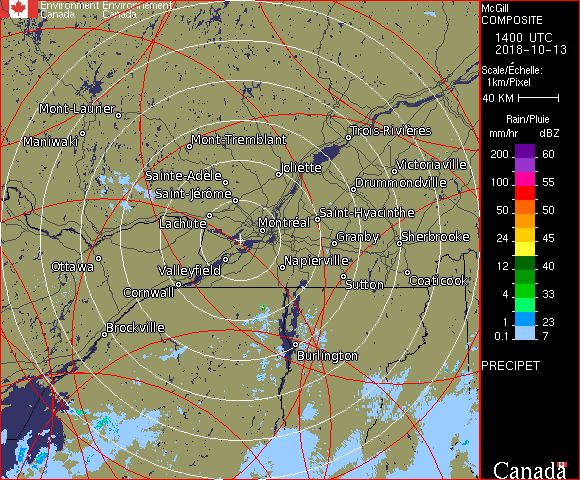 Environment Environnement
Canada Canada
McGill
COMPOSITE
1400 UTC
2018-10-13
Scale/Échelle:
1km/Pixel
40 KM
Rain/Pluie
mm/hr dBZ
200 60
100 55
50 50
24 45
12 40
4 33
1 23
0.1 7
PRECIPET
Canada
Mont-Laurier
Maniwaki
Mont-Tremblant
Trois-Rivières
Joliette
Victoriaville
Sainte-Adèle
Drummondville
Saint-Jérôme
Saint-Hyacinthe
Lachute
Montréal
Granby
Sherbrooke
Ottawa
Valleyfield
Napierville
Cornwall
Sutton
Coaticook
Brockville
Burlington